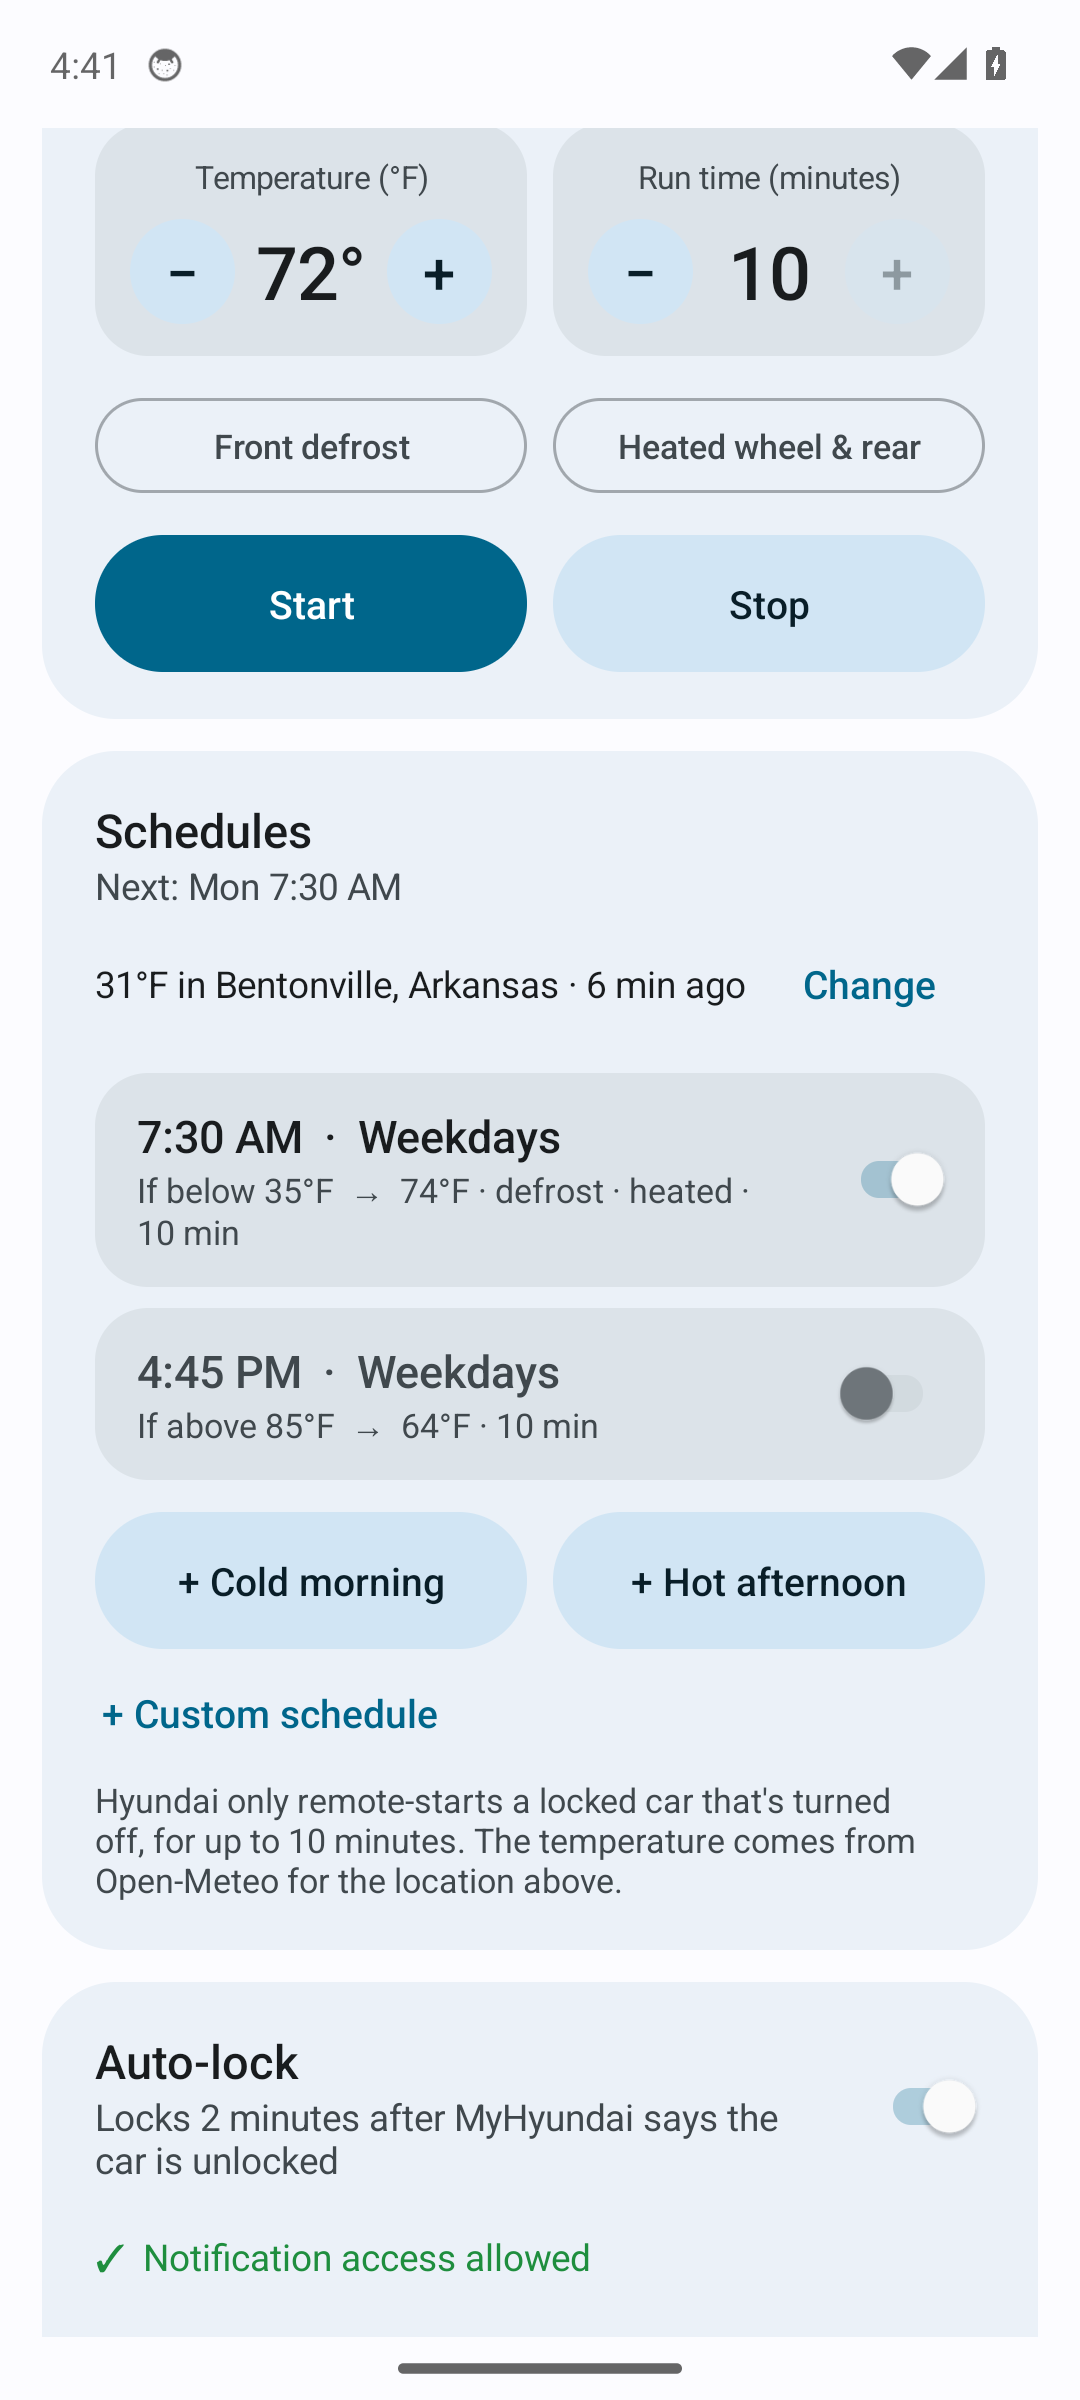 4:41
Temperature (°F)
Run time (minutes)
− 72° +
− 10 +
Front defrost
Heated wheel & rear
Start
Stop
Schedules
Next: Mon 7:30 AM
31°F in Bentonville, Arkansas · 6 min ago
Change
7:30 AM · Weekdays
If below 35°F → 74°F · defrost · heated ·
10 min
4:45 PM · Weekdays
If above 85°F → 64°F · 10 min
+ Cold morning
+ Hot afternoon
+ Custom schedule
Hyundai only remote-starts a locked car that's turned
off, for up to 10 minutes. The temperature comes from
Open-Meteo for the location above.
Auto-lock
Locks 2 minutes after MyHyundai says the
car is unlocked
✓ Notification access allowed